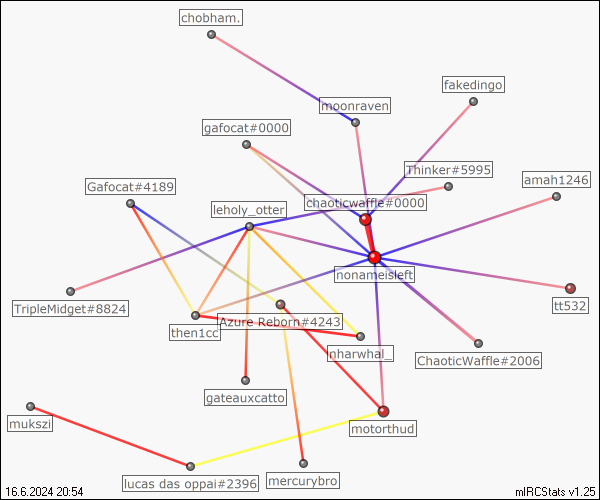 chobham.
fakedingo
moonraven
gafocat#0000
Thinker#5995
amah1246
Gafocat#4189
chaoticwaffle#0000
leholy_otter
nonameisleft
TripleMidget#8824
tt532
Azure Reborn#4243
then1cc
nharwhal_
ChaoticWaffle#2006
gateauxcatto
mukszi
motorthud
lucas das oppai#2396
mercurybro
16.6.2024 20:54
mIRCStats v1.25